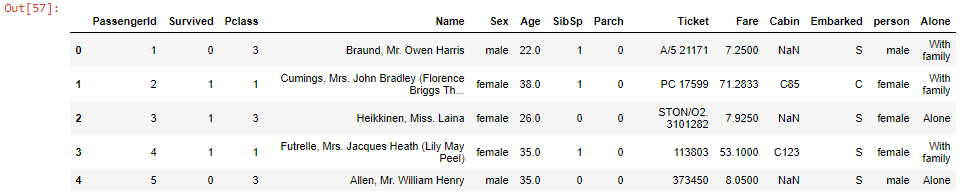 Out[57]:
PassengerId Survived Pclass Name Sex Age SibSp Parch Ticket Fare Cabin Embarked person Alone
0 1 0 3 Braund, Mr. Owen Harris male 22.0 1 0 A/5 21171 7.2500 NaN S male With family
1 2 1 1 Cumings, Mrs. John Bradley (Florence Briggs Th... female 38.0 1 0 PC 17599 71.2833 C85 C female With family
2 3 1 3 Heikkinen, Miss. Laina female 26.0 0 0 STON/O2. 3101282 7.9250 NaN S female Alone
3 4 1 1 Futrelle, Mrs. Jacques Heath (Lily May Peel) female 35.0 1 0 113803 53.1000 C123 S female With family
4 5 0 3 Allen, Mr. William Henry male 35.0 0 0 373450 8.0500 NaN S male Alone